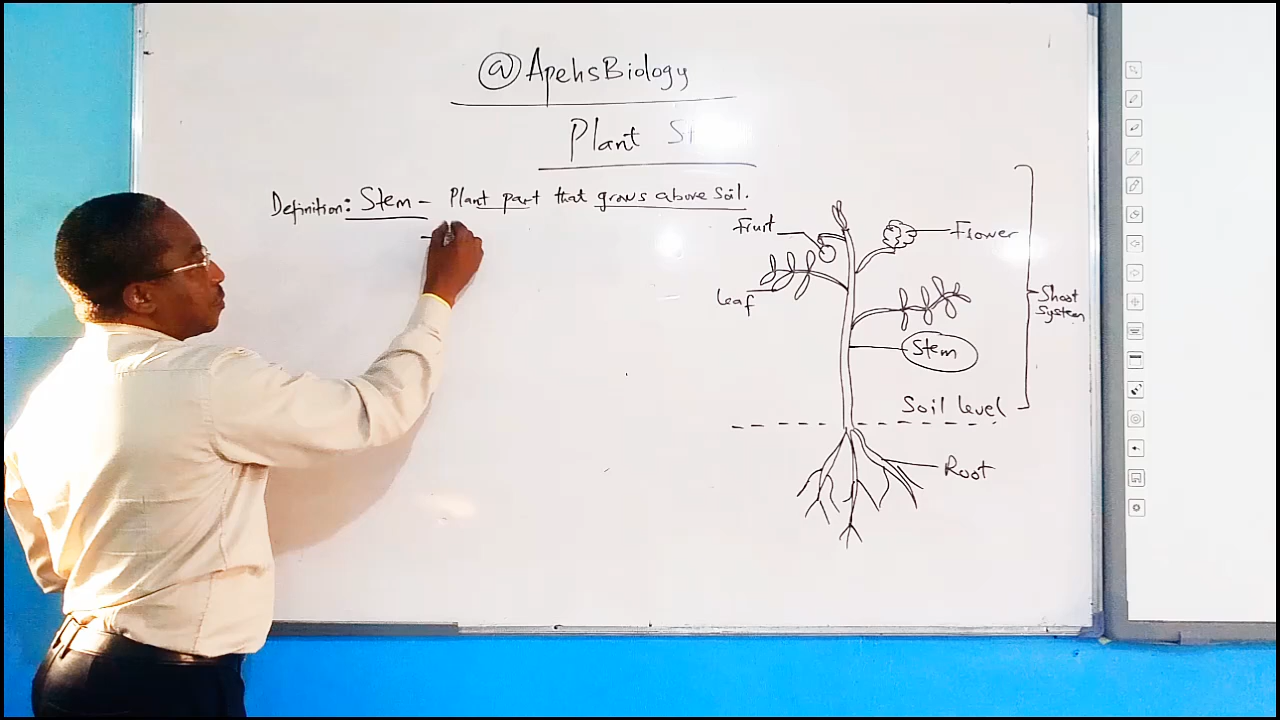 @ApehsBiology
Plant St
Definition: Stem – Plant part that grows above soil.
Fruit
Flower
Leaf
Shoot
System
Stem
Soil level
Root